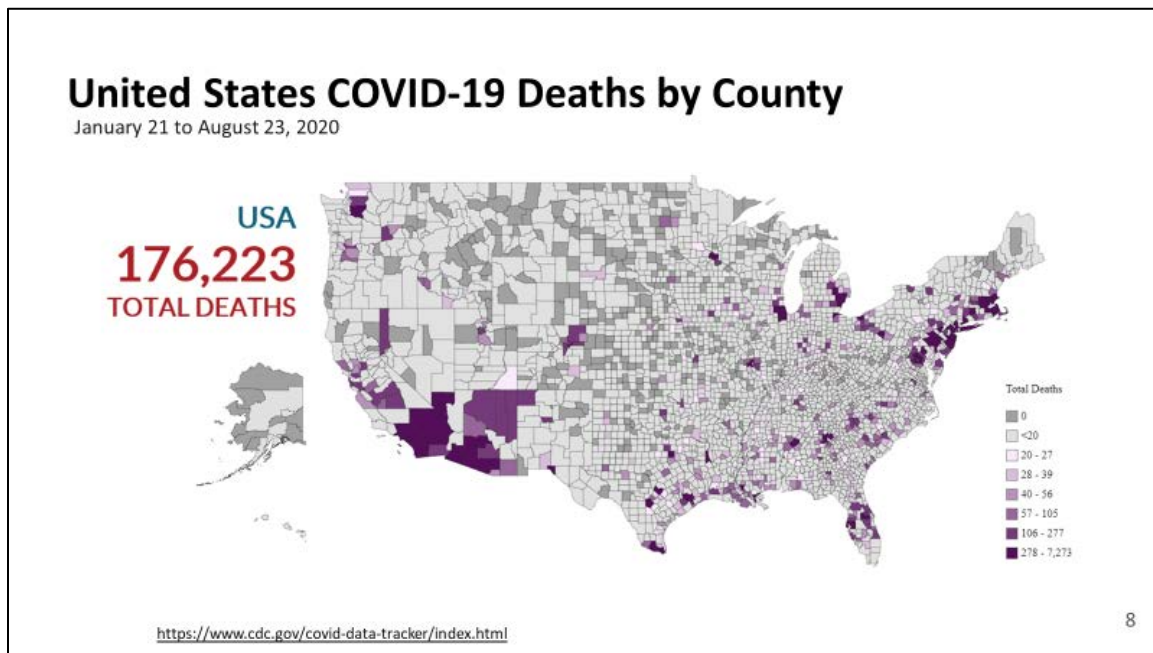 United States COVID-19 Deaths by County
January 21 to August 23, 2020
USA
176,223
TOTAL DEATHS
Total Deaths
0
<20
20 - 27
28 - 39
40 - 56
57 - 105
106 - 277
278 - 7,273
https://www.cdc.gov/covid-data-tracker/index.html
8